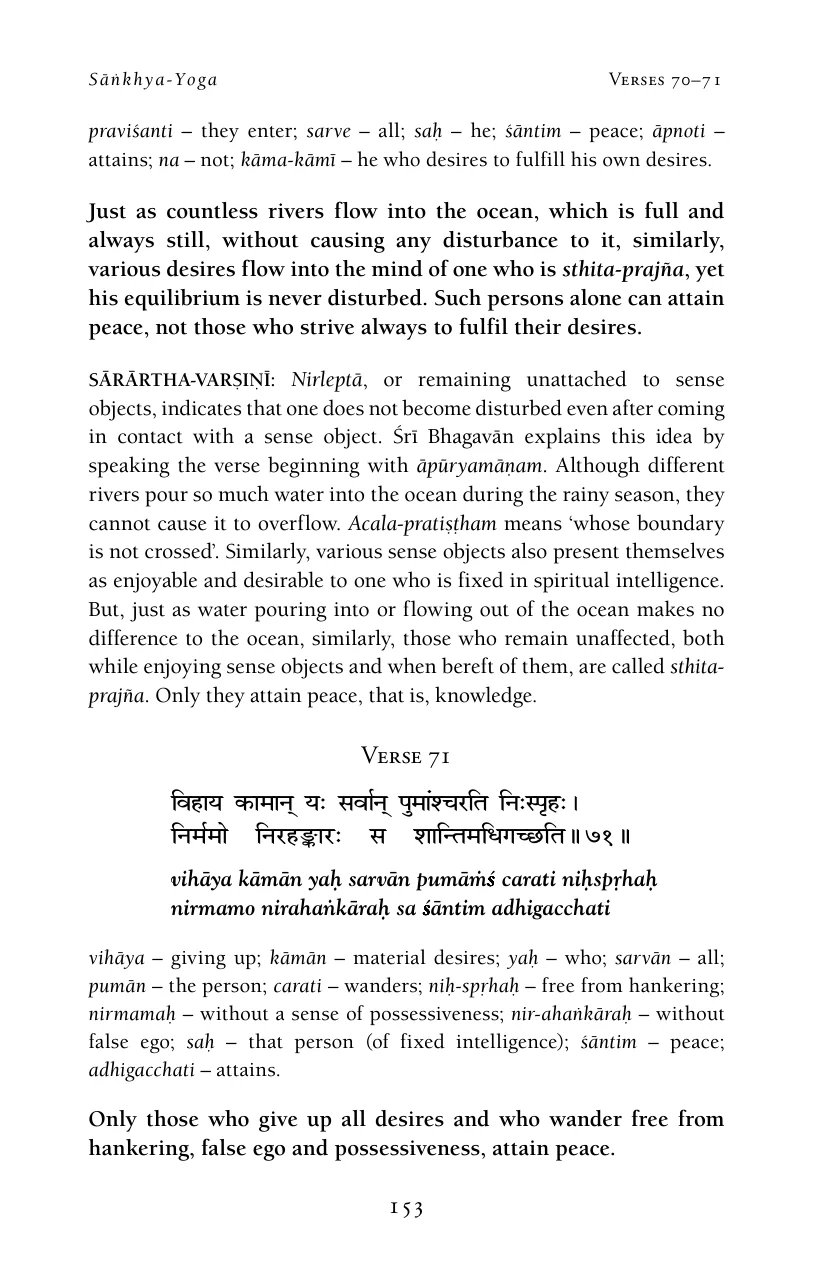 Sāṅkhya-Yoga Verses 70–71
praviśanti – they enter; sarve – all; saḥ – he; śāntim – peace; āpnoti –
attains; na – not; kāma-kāmī – he who desires to fulfill his own desires.
Just as countless rivers flow into the ocean, which is full and
always still, without causing any disturbance to it, similarly,
various desires flow into the mind of one who is sthita-prajña, yet
his equilibrium is never disturbed. Such persons alone can attain
peace, not those who strive always to fulfil their desires.
SĀRĀRTHA-VARṢIṆĪ: Nirleptā, or remaining unattached to sense
objects, indicates that one does not become disturbed even after coming
in contact with a sense object. Śrī Bhagavān explains this idea by
speaking the verse beginning with āpūryamāṇam. Although different
rivers pour so much water into the ocean during the rainy season, they
cannot cause it to overflow. Acala-pratiṣṭham means ‘whose boundary
is not crossed’. Similarly, various sense objects also present themselves
as enjoyable and desirable to one who is fixed in spiritual intelligence.
But, just as water pouring into or flowing out of the ocean makes no
difference to the ocean, similarly, those who remain unaffected, both
while enjoying sense objects and when bereft of them, are called sthita-
prajña. Only they attain peace, that is, knowledge.
Verse 71
विहाय कामान् यः सर्वान् पुमांश्चरति निःस्पृहः ।
निर्ममो निरहङ्कारः स शान्तिमधिगच्छति ॥ ७१ ॥
vihāya kāmān yaḥ sarvān pumāṁś carati niḥspṛhaḥ
nirmamo nirahaṅkāraḥ sa śāntim adhigacchati
vihāya – giving up; kāmān – material desires; yaḥ – who; sarvān – all;
pumān – the person; carati – wanders; niḥ-spṛhaḥ – free from hankering;
nirmamaḥ – without a sense of possessiveness; nir-ahaṅkāraḥ – without
false ego; saḥ – that person (of fixed intelligence); śāntim – peace;
adhigacchati – attains.
Only those who give up all desires and who wander free from
hankering, false ego and possessiveness, attain peace.
153